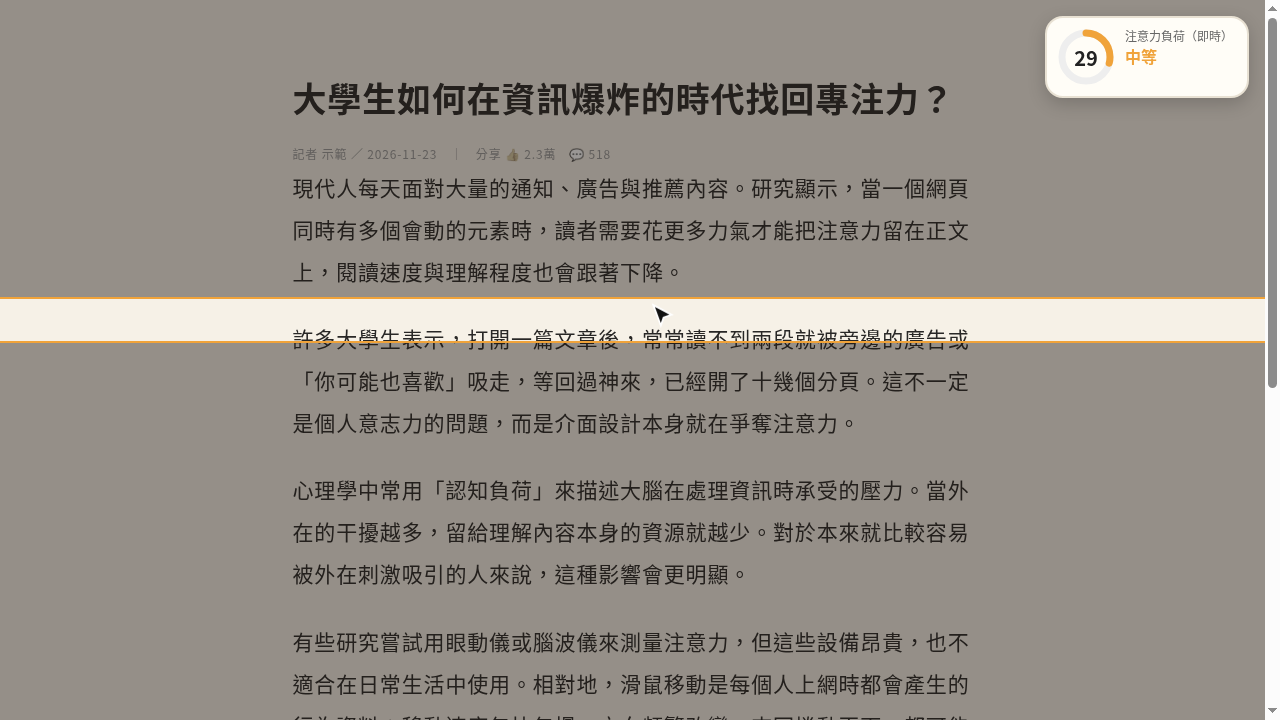 注意力負荷（即時）
29
中等
大學生如何在資訊爆炸的時代找回專注力？
記者 示範 ／ 2026-11-23 ｜ 分享 👍 2.3萬 💬 518
現代人每天面對大量的通知、廣告與推薦內容。研究顯示，當一個網頁
同時有多個會動的元素時，讀者需要花更多力氣才能把注意力留在正文
上，閱讀速度與理解程度也會跟著下降。
許多大學生表示，打開一篇文章後，常常讀不到兩段就被旁邊的廣告或
「你可能也喜歡」吸走，等回過神來，已經開了十幾個分頁。這不一定
是個人意志力的問題，而是介面設計本身就在爭奪注意力。
心理學中常用「認知負荷」來描述大腦在處理資訊時承受的壓力。當外
在的干擾越多，留給理解內容本身的資源就越少。對於本來就比較容易
被外在刺激吸引的人來說，這種影響會更明顯。
有些研究嘗試用眼動儀或腦波儀來測量注意力，但這些設備昂貴，也不
適合在日常生活中使用。相對地，滑鼠移動是每個人上網時都會產生的